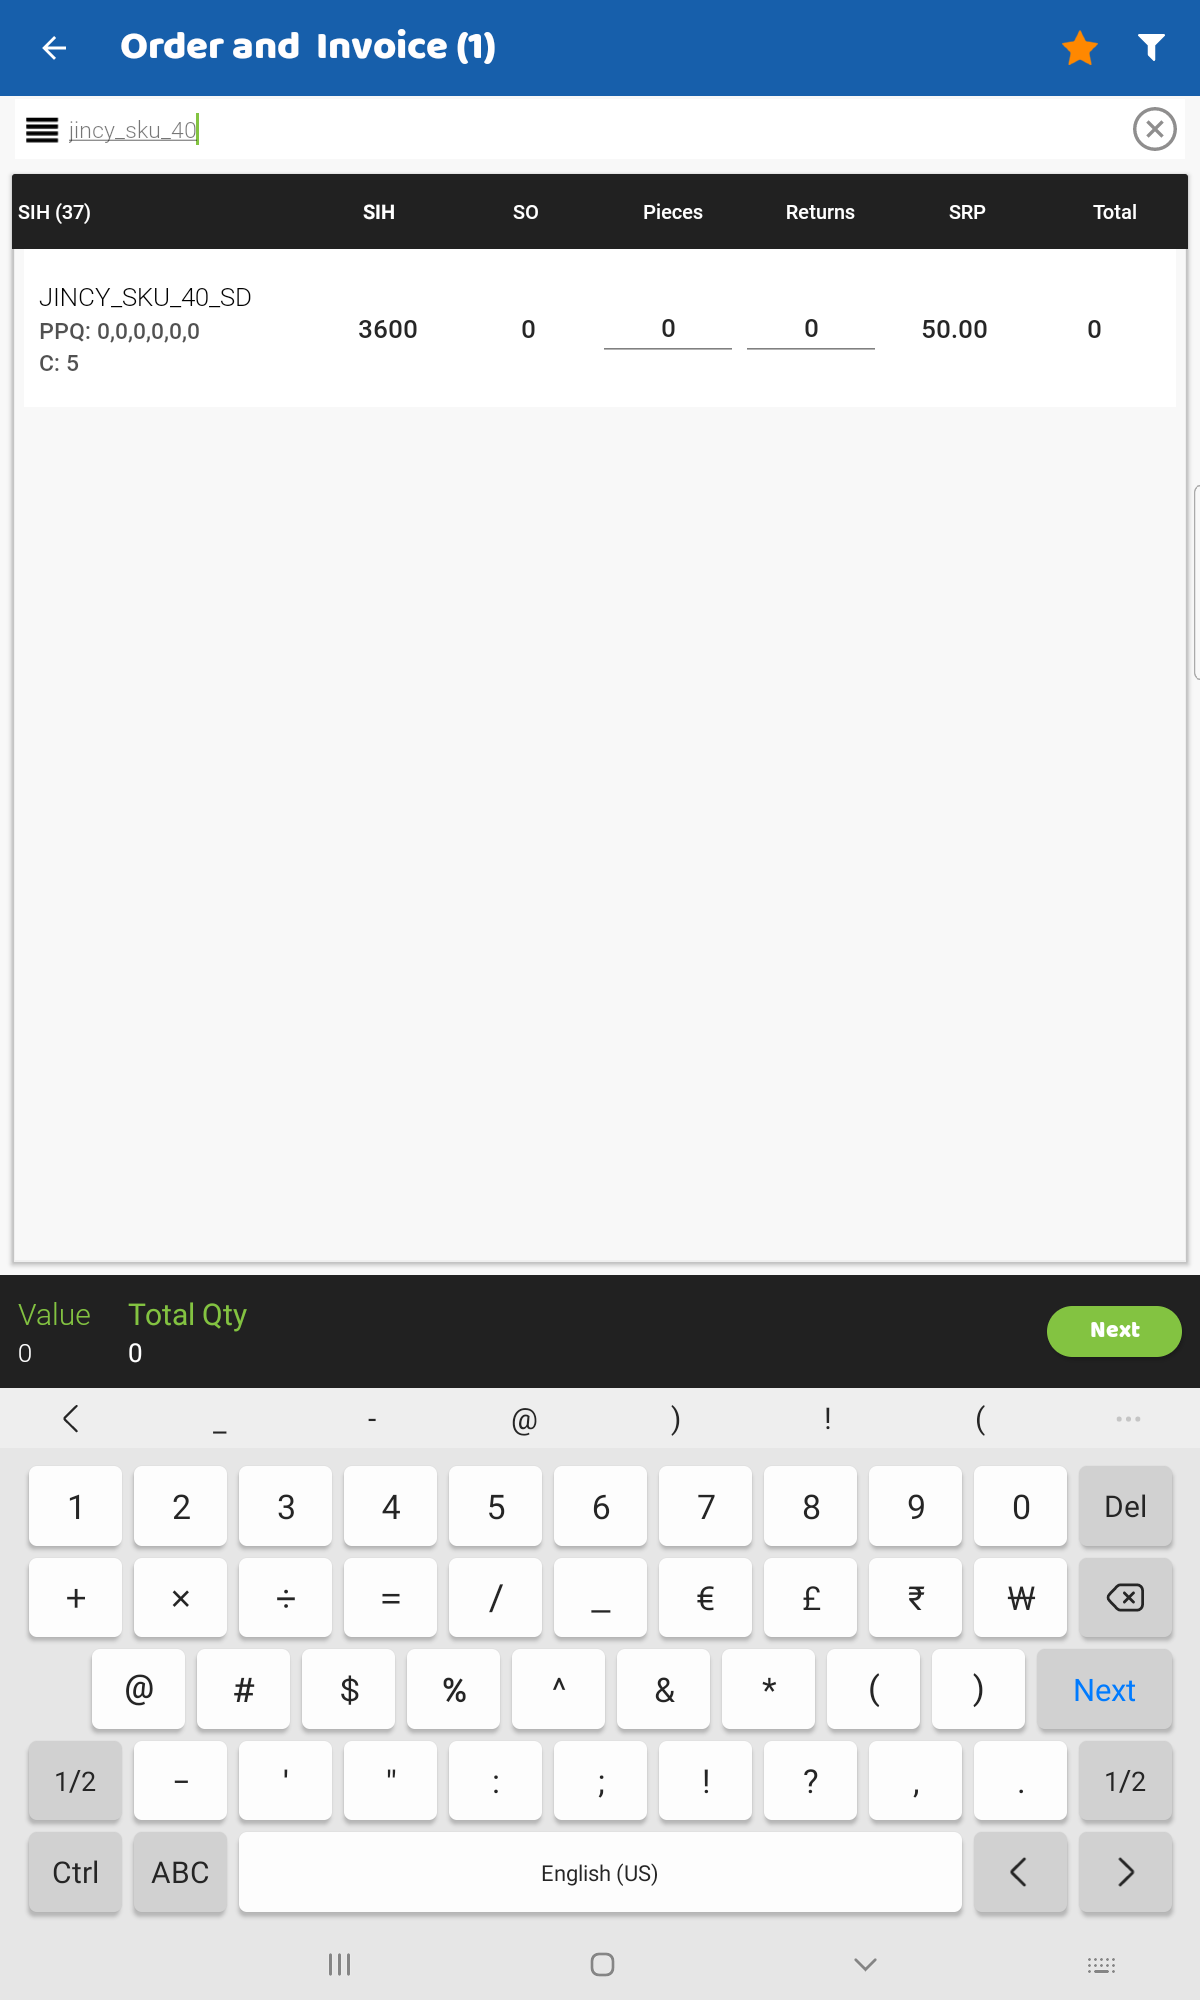 Order and  Invoice (1)
jincy_sku_40
SIH (37) SIH SO Pieces Returns SRP Total
JINCY_SKU_40_SD
PPQ: 0,0,0,0,0,0 3600 0 0 0 50.00 0
C: 5
Value Total Qty
0 0
Next
_ - @ ) ! (
1 2 3 4 5 6 7 8 9 0 Del
+ × ÷ = / _ € £ ₹ ₩
@ # $ % ^ & * ( ) Next
1/2 - ' " : ; ! ? , . 1/2
Ctrl ABC English (US)